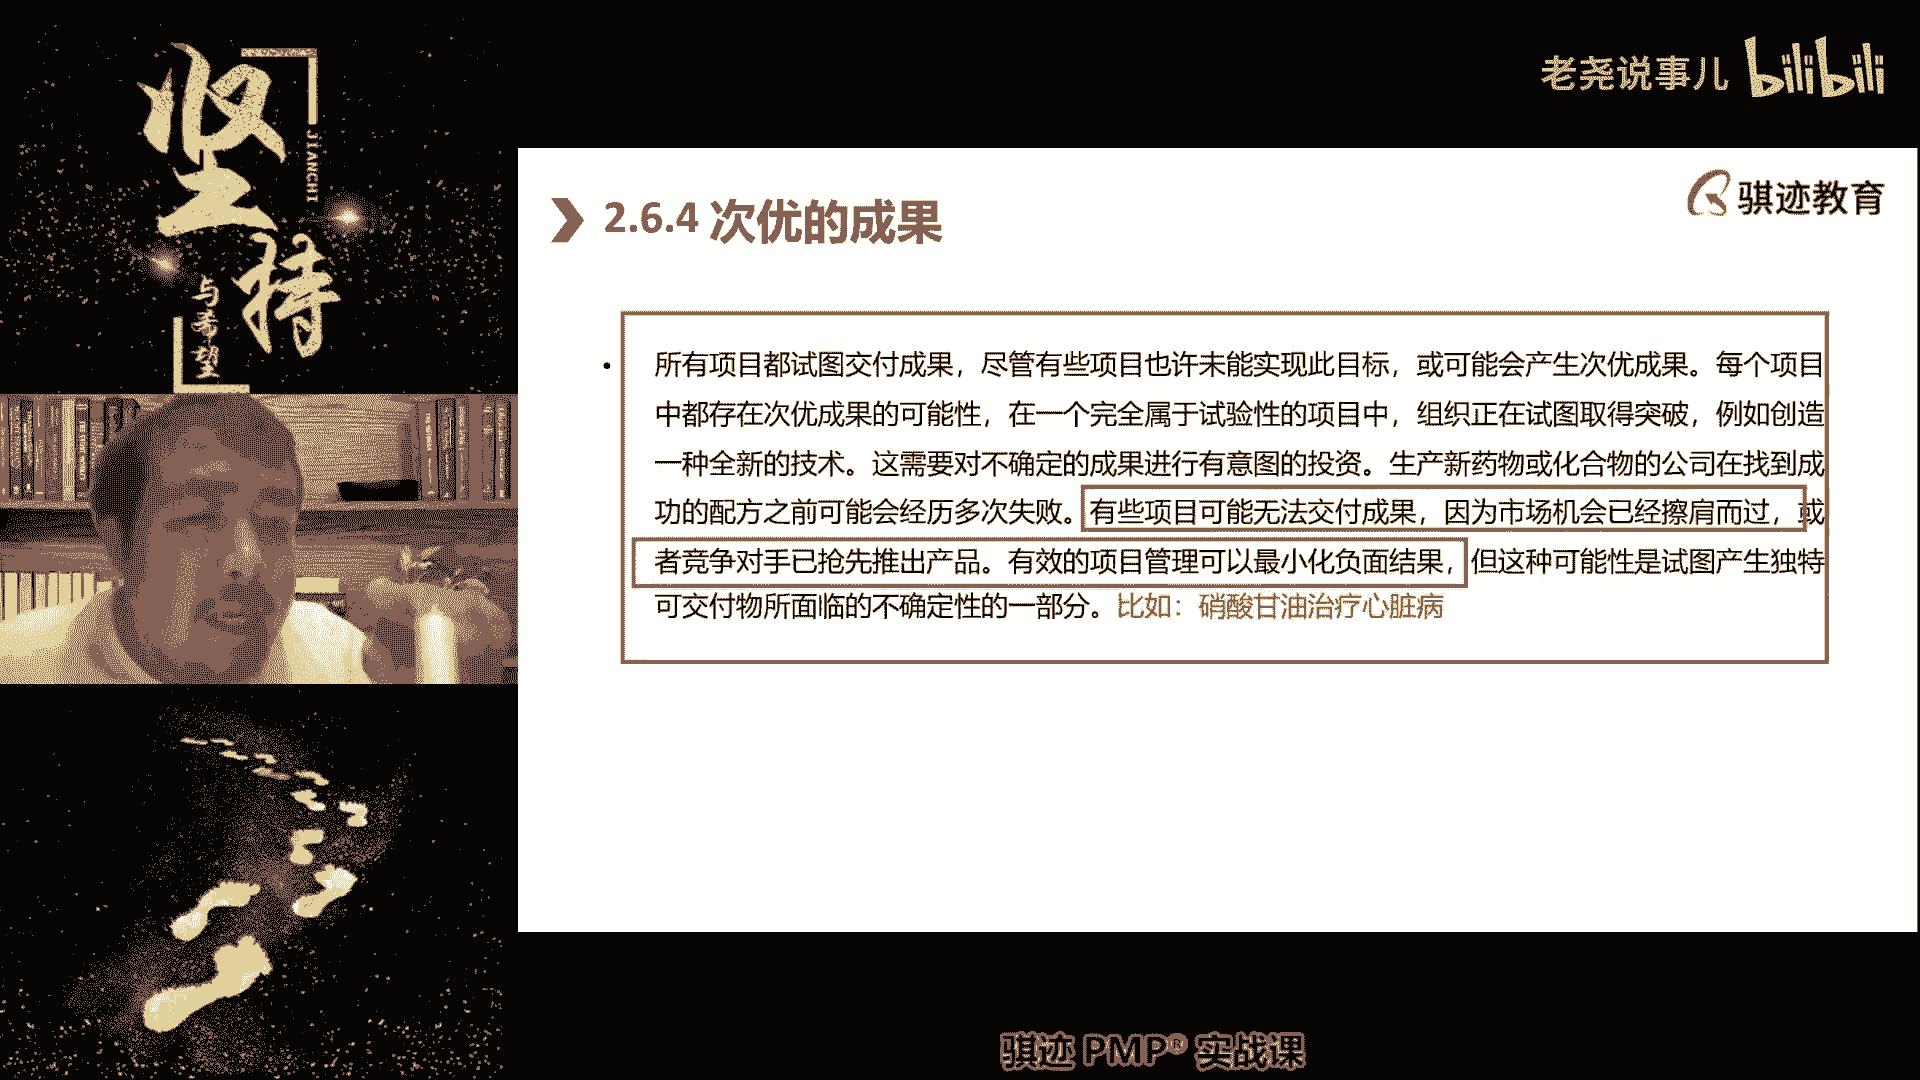 坚持
JIANCHI
与希望
老尧说事儿 bilibili
骐迹教育
2.6.4 次优的成果
• 所有项目都试图交付成果，尽管有些项目也许未能实现此目标，或可能会产生次优成果。每个项目
中都存在次优成果的可能性，在一个完全属于试验性的项目中，组织正在试图取得突破，例如创造
一种全新的技术。这需要对不确定的成果进行有意图的投资。生产新药物或化合物的公司在找到成
功的配方之前可能会经历多次失败。有些项目可能无法交付成果，因为市场机会已经擦肩而过，或
者竞争对手已抢先推出产品。有效的项目管理可以最小化负面结果，但这种可能性是试图产生独特
可交付物所面临的不确定性的一部分。比如：硝酸甘油治疗心脏病
骐迹 PMP® 实战课